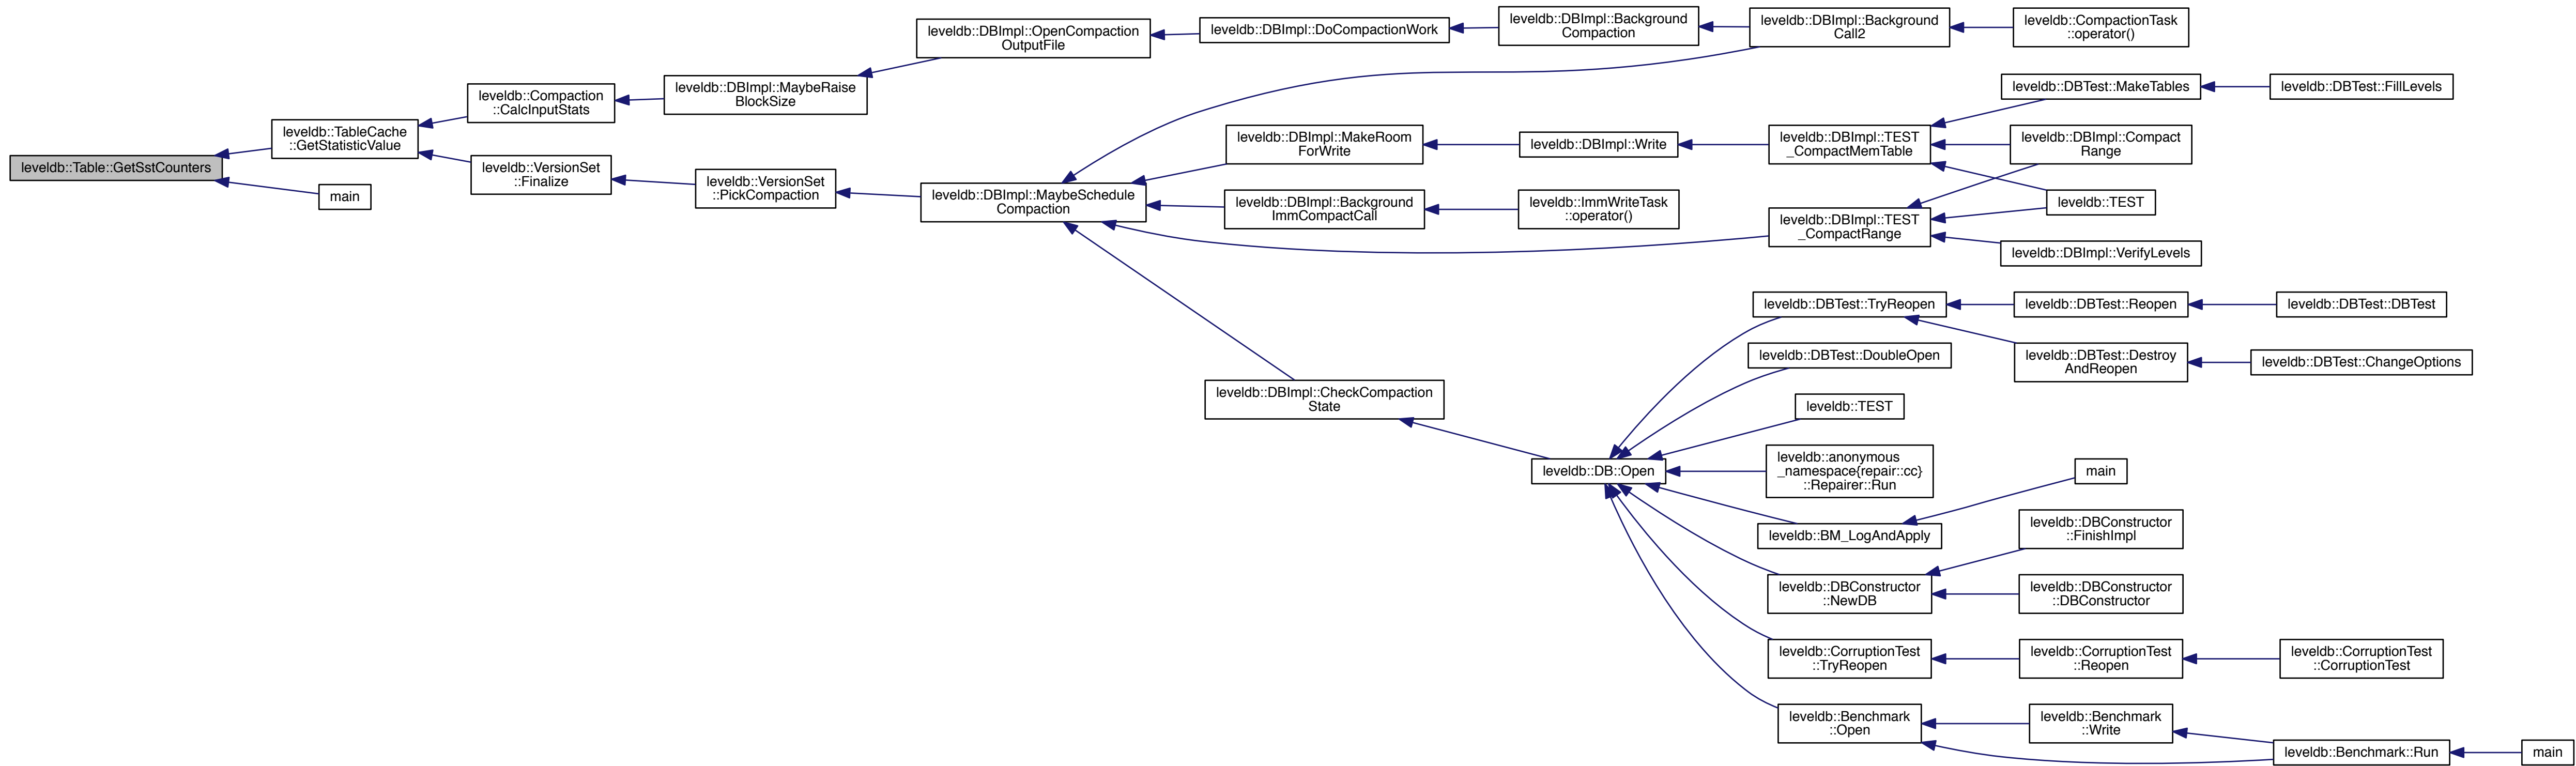 leveldb::Table::GetSstCounters
leveldb::TableCache
::GetStatisticValue
main
leveldb::Compaction
::CalcInputStats
leveldb::VersionSet
::Finalize
leveldb::DBImpl::MaybeRaise
BlockSize
leveldb::VersionSet
::PickCompaction
leveldb::DBImpl::OpenCompaction
OutputFile
leveldb::DBImpl::MaybeSchedule
Compaction
leveldb::DBImpl::DoCompactionWork
leveldb::DBImpl::Background
Compaction
leveldb::DBImpl::Background
Call2
leveldb::CompactionTask
::operator()
leveldb::DBImpl::MakeRoom
ForWrite
leveldb::DBImpl::Write
leveldb::DBImpl::TEST
_CompactMemTable
leveldb::DBTest::MakeTables
leveldb::DBTest::FillLevels
leveldb::DBImpl::Compact
Range
leveldb::DBImpl::Background
ImmCompactCall
leveldb::ImmWriteTask
::operator()
leveldb::DBImpl::TEST
_CompactRange
leveldb::TEST
leveldb::DBImpl::VerifyLevels
leveldb::DBImpl::CheckCompaction
State
leveldb::DB::Open
leveldb::DBTest::TryReopen
leveldb::DBTest::Reopen
leveldb::DBTest::DBTest
leveldb::DBTest::Destroy
AndReopen
leveldb::DBTest::ChangeOptions
leveldb::DBTest::DoubleOpen
leveldb::TEST
leveldb::anonymous
_namespace{repair::cc}
::Repairer::Run
leveldb::BM_LogAndApply
main
leveldb::DBConstructor
::NewDB
leveldb::DBConstructor
::FinishImpl
leveldb::DBConstructor
::DBConstructor
leveldb::CorruptionTest
::TryReopen
leveldb::CorruptionTest
::Reopen
leveldb::CorruptionTest
::CorruptionTest
leveldb::Benchmark
::Open
leveldb::Benchmark
::Write
leveldb::Benchmark::Run
main